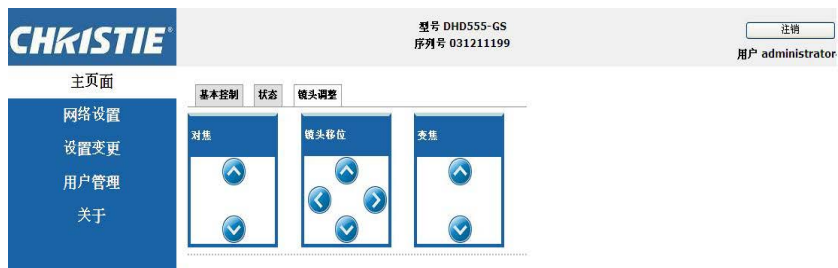 CHRISTIE®
型号 DHD555-GS
序列号 031211199
注销
用户 administrator
主页面
网络设置
设置变更
用户管理
关于
基本控制 状态 镜头调整
对焦 镜头移位 变焦